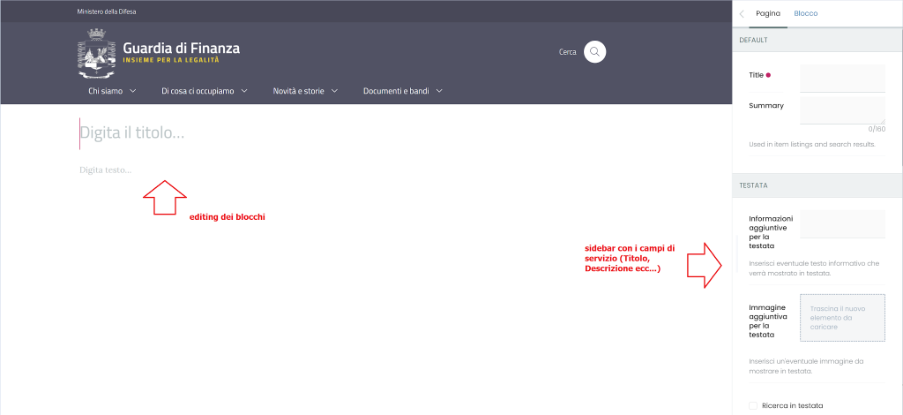 Ministero della Difesa
Guardia di Finanza
INSIEME PER LA LEGALITÀ
Cerca
Chi siamo
Di cosa ci occupiamo
Novità e storie
Documenti e bandi
Digita il titolo...
Digita testo...
editing dei blocchi
sidebar con i campi di
servizio (Titolo,
Descrizione ecc...)
Pagina
Blocco
DEFAULT
Title
Summary
0/160
Used in item listings and search results.
TESTATA
Informazioni
aggiuntive
per la
testata
Inserisci eventuale testo informativo che
verrà mostrato in testata.
Immagine
aggiuntiva
per la
testata
Trascina il nuovo
elemento da
caricare
Inserisci un'eventuale immagine da
mostrare in testata.
Ricerca in testata